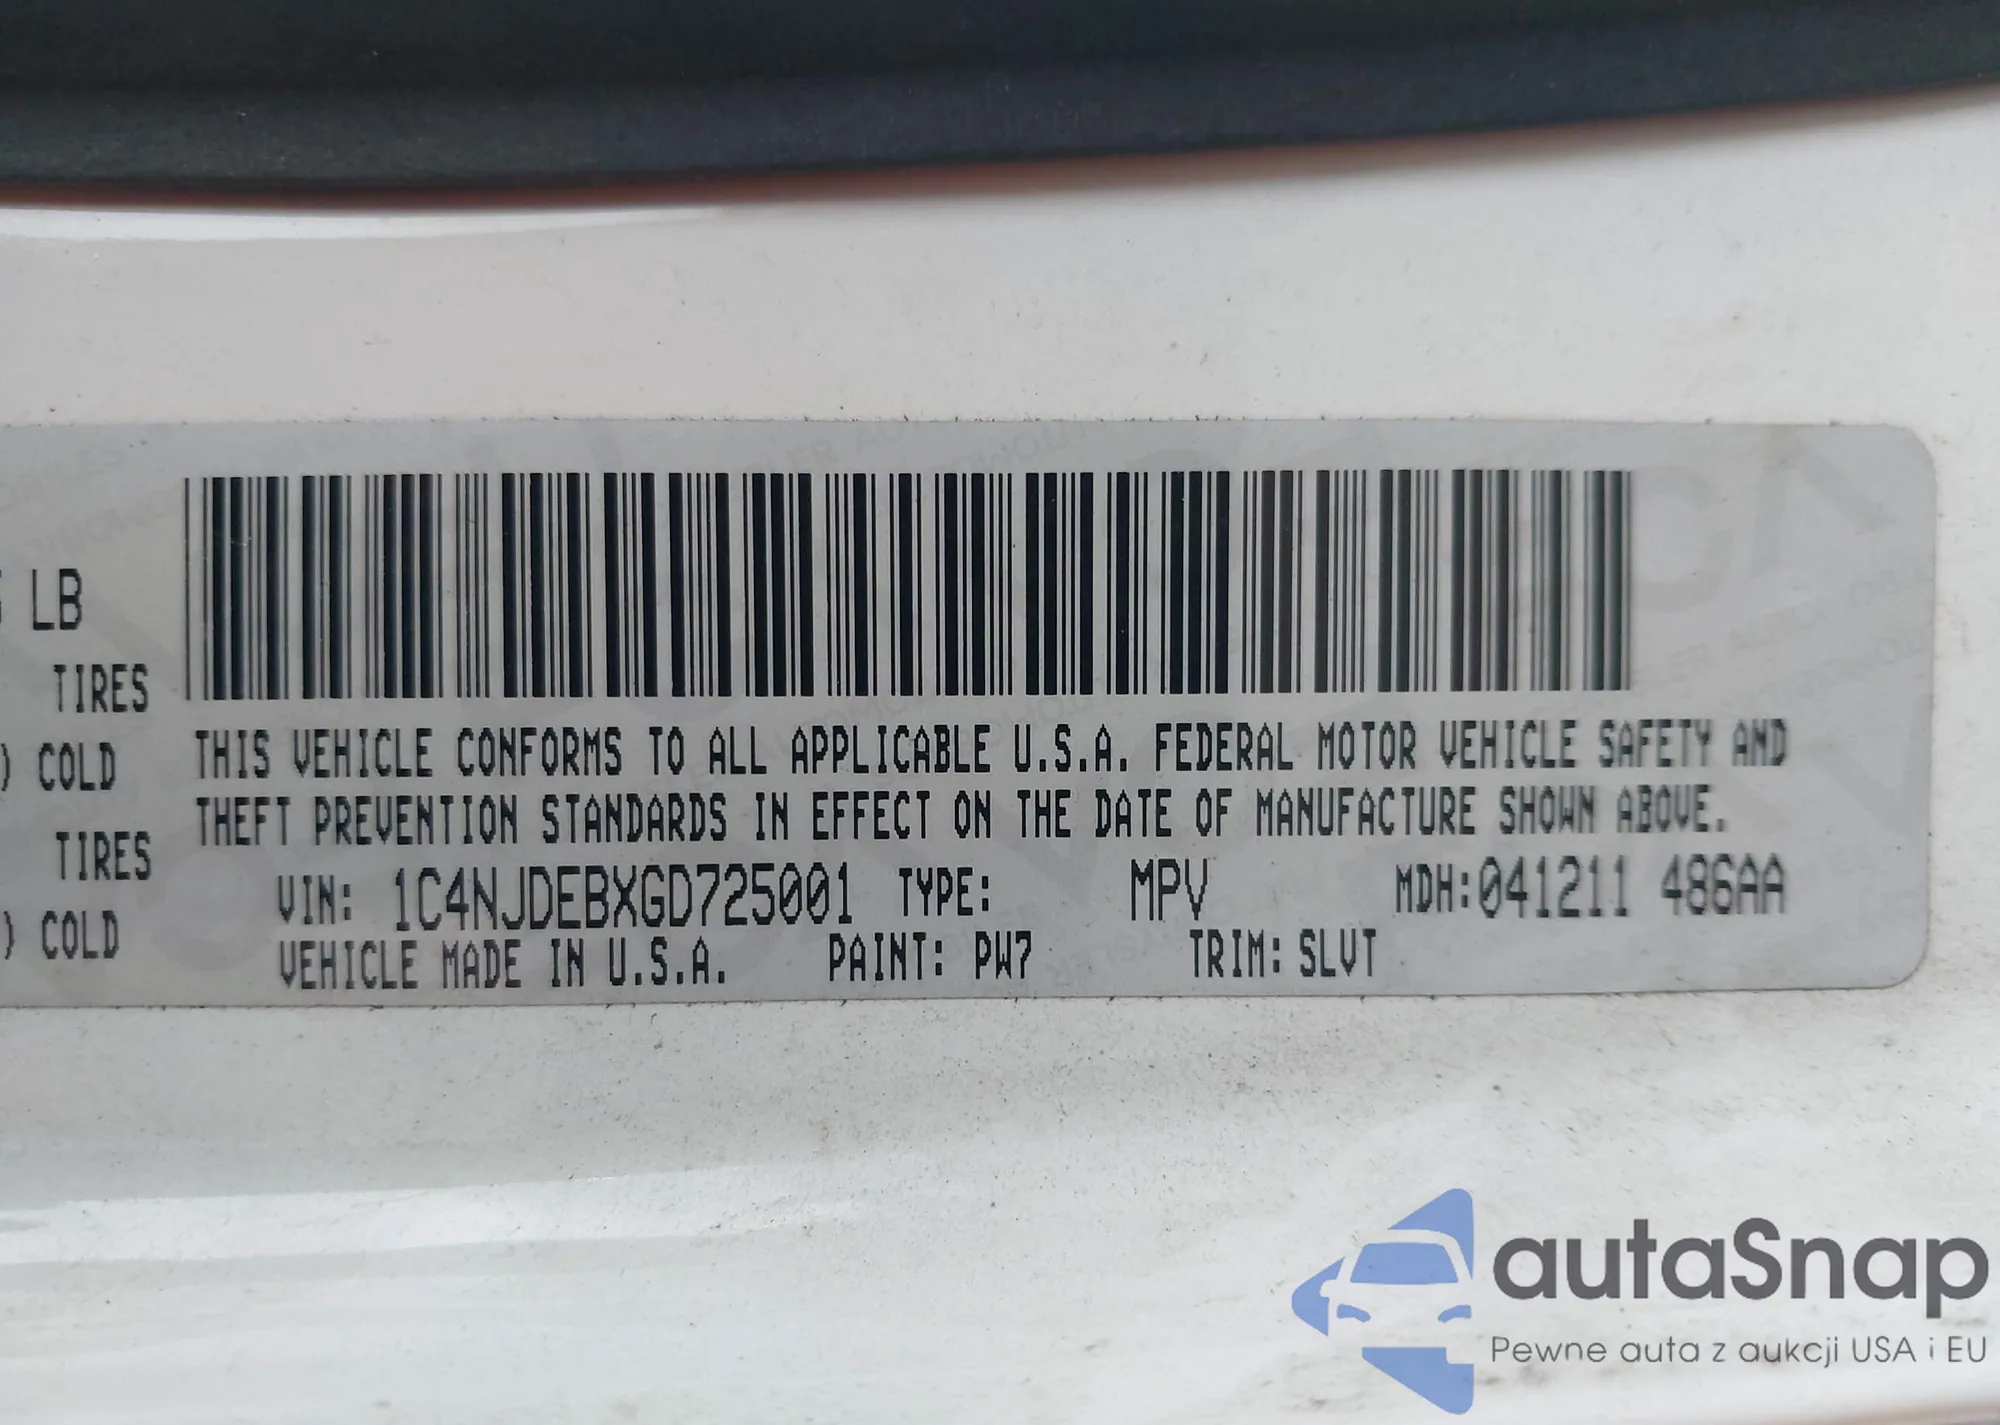 LB
TIRES
) COLD
TIRES
) COLD
THIS VEHICLE CONFORMS TO ALL APPLICABLE U.S.A. FEDERAL MOTOR VEHICLE SAFETY AND
THEFT PREVENTION STANDARDS IN EFFECT ON THE DATE OF MANUFACTURE SHOWN ABOVE.
VIN: 1C4NJDEBXGD725001 TYPE: MPV MDH:041211 486AA
VEHICLE MADE IN U.S.A. PAINT: PW7 TRIM: SLVT
autaSnap
Pewne auta z aukcji USA i EU